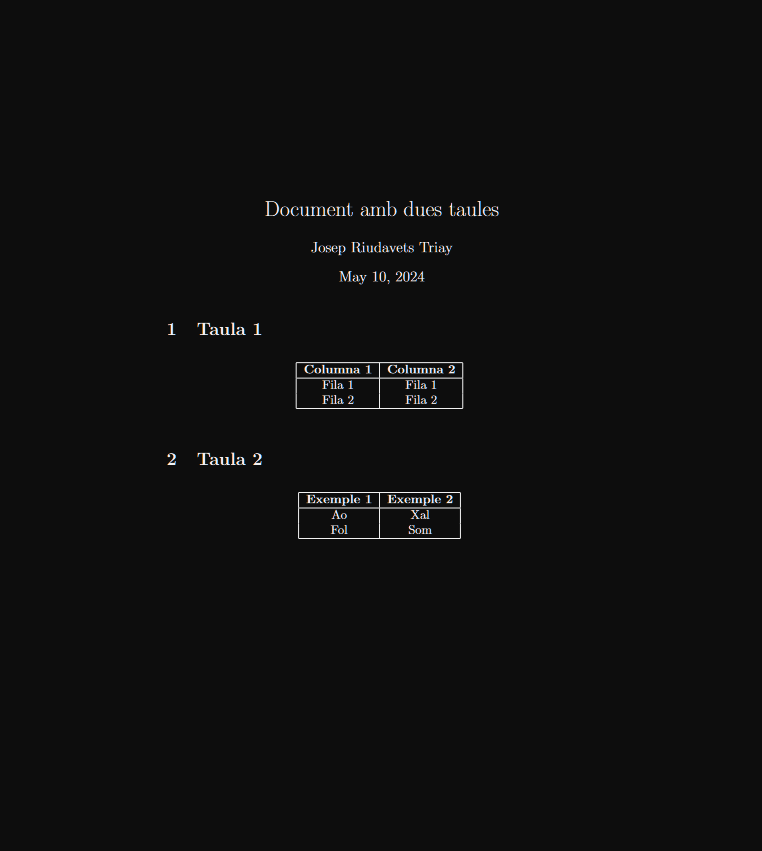 Document amb dues taules
Josep Riudavets Triay
May 10, 2024
1 Taula 1
Columna 1 Columna 2
Fila 1 Fila 1
Fila 2 Fila 2
2 Taula 2
Exemple 1 Exemple 2
Ao Xal
Fol Som